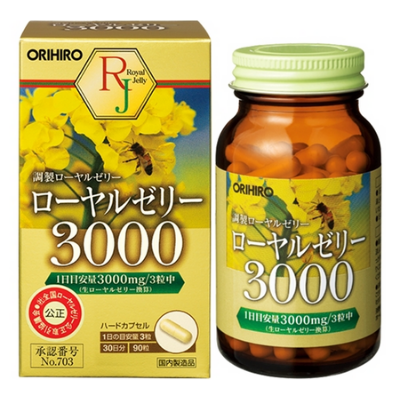 ORIHIRO
RJ
Royal
Jelly
調製ローヤルゼリー
ローヤルゼリー
3000
1日目安量3000mg/3粒中
(生ローヤルゼリー換算)
公正
承認番号
No.703
ハードカプセル
1日の目安量 3粒
30日分 90粒
国内製造品
ORIHIRO
調製ローヤルゼリー
ローヤルゼリー
3000
1日目安量3000mg/3粒中
(生ローヤルゼリー換算)